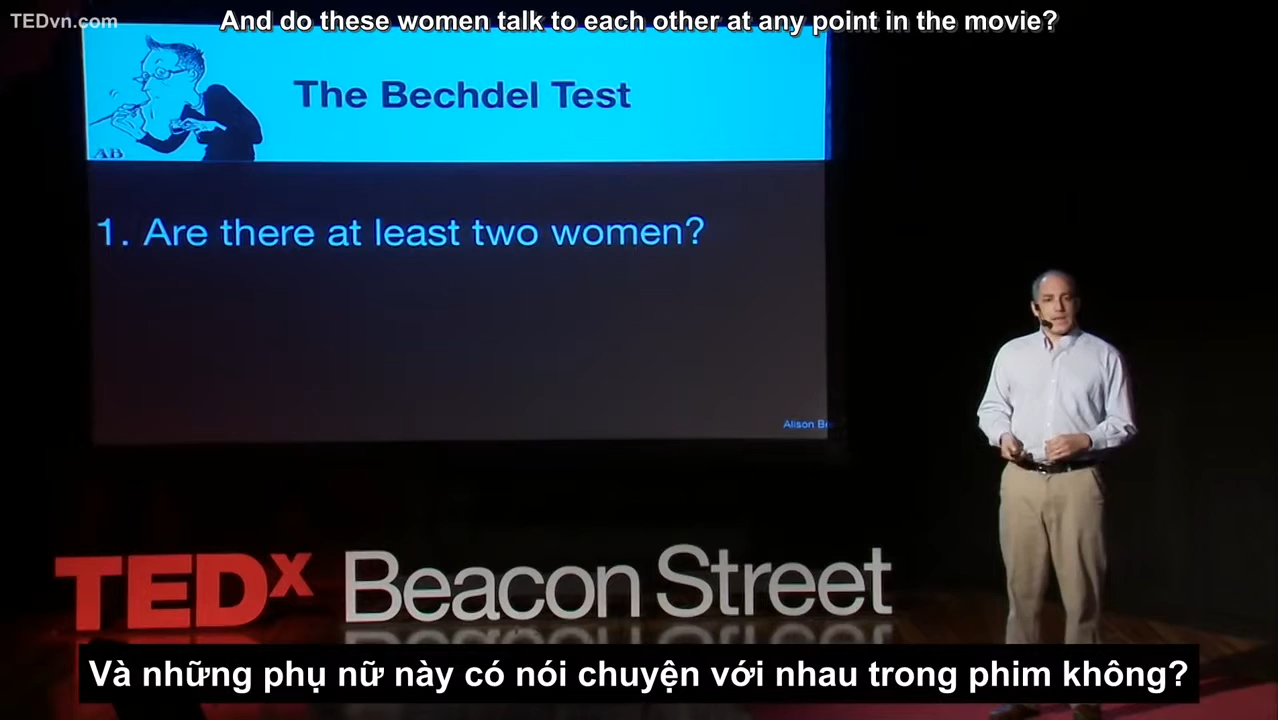 TEDvn.com
And do these women talk to each other at any point in the movie?
The Bechdel Test
AB
1. Are there at least two women?
Alison
TEDx Beacon Street
Và những phụ nữ này có nói chuyện với nhau trong phim không?